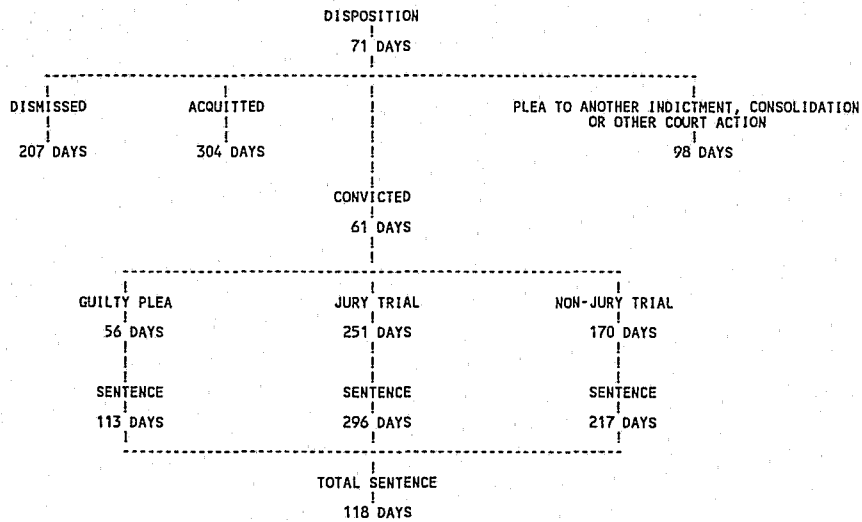 DISPOSITION
71 DAYS
DISMISSED ACQUITTED PLEA TO ANOTHER INDICTMENT, CONSOLIDATION
OR OTHER COURT ACTION
207 DAYS 304 DAYS 98 DAYS
CONVICTED
61 DAYS
GUILTY PLEA JURY TRIAL NON-JURY TRIAL
56 DAYS 251 DAYS 170 DAYS
SENTENCE SENTENCE SENTENCE
113 DAYS 296 DAYS 217 DAYS
TOTAL SENTENCE
118 DAYS